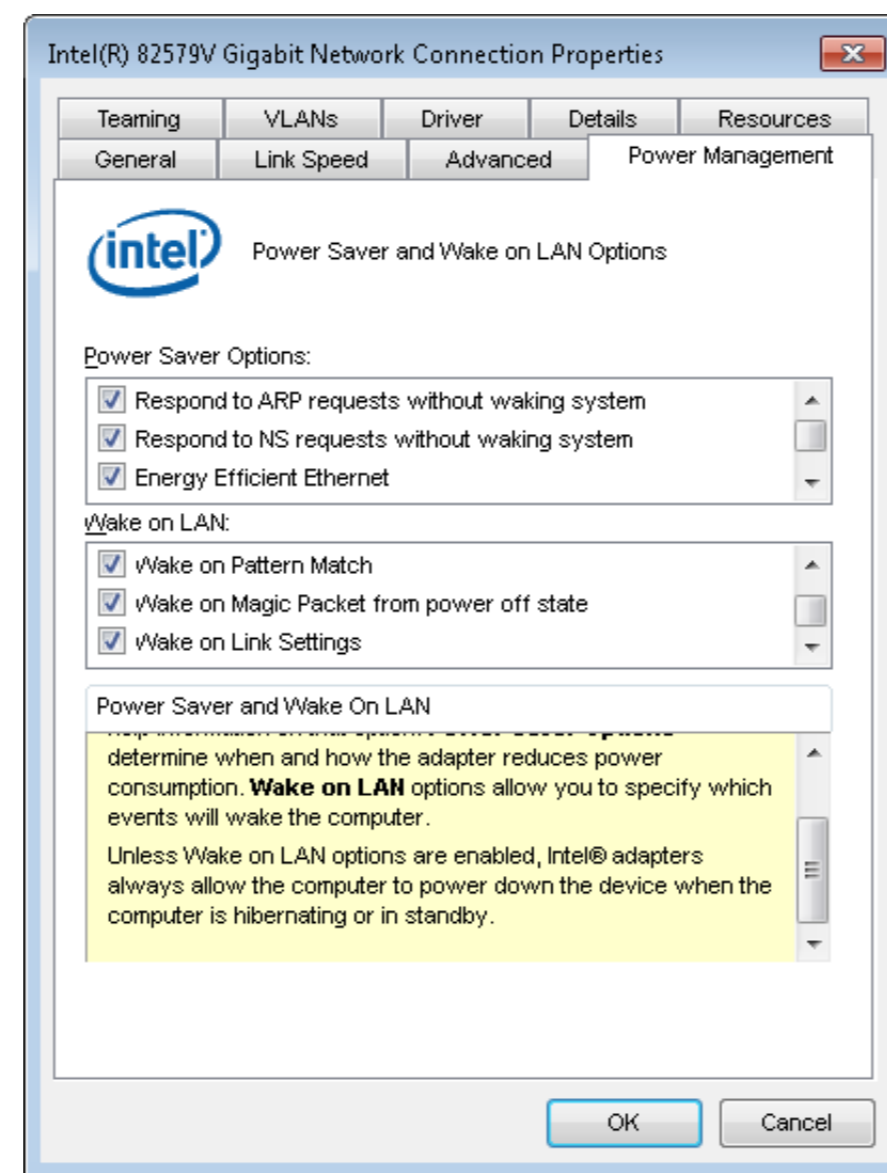 Intel(R) 82579V Gigabit Network Connection Properties
Teaming VLANs Driver Details Resources
General Link Speed Advanced Power Management
intel Power Saver and Wake on LAN Options
Power Saver Options:
Respond to ARP requests without waking system
Respond to NS requests without waking system
Energy Efficient Ethernet
Wake on LAN:
Wake on Pattern Match
Wake on Magic Packet from power off state
Wake on Link Settings
Power Saver and Wake On LAN
determine when and how the adapter reduces power
consumption. Wake on LAN options allow you to specify which
events will wake the computer.
Unless Wake on LAN options are enabled, Intel® adapters
always allow the computer to power down the device when the
computer is hibernating or in standby.
OK Cancel